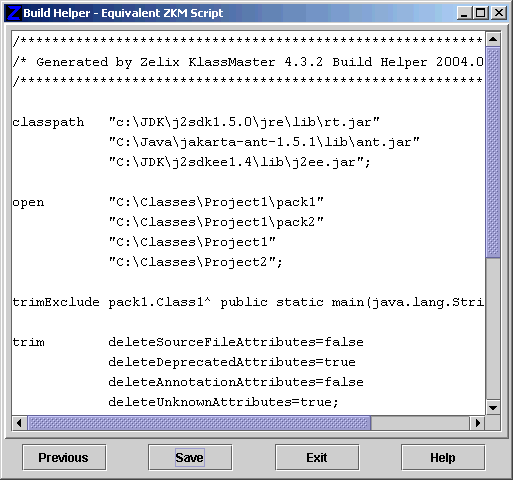 Build Helper - Equivalent ZKM Script
/************************************************************
/* Generated by Zelix KlassMaster 4.3.2 Build Helper 2004.0
/************************************************************
classpath "c:\JDK\j2sdk1.5.0\jre\lib\rt.jar"
"C:\Java\jakarta-ant-1.5.1\lib\ant.jar"
"C:\JDK\j2sdkee1.4\lib\j2ee.jar";
open "C:\Classes\Project1\pack1"
"C:\Classes\Project1\pack2"
"C:\Classes\Project1"
"C:\Classes\Project2";
trimExclude pack1.Class1^ public static main(java.lang.Stri
trim deleteSourceFileAttributes=false
deleteDeprecatedAttributes=true
deleteAnnotationAttributes=false
deleteUnknownAttributes=true;
Previous Save Exit Help